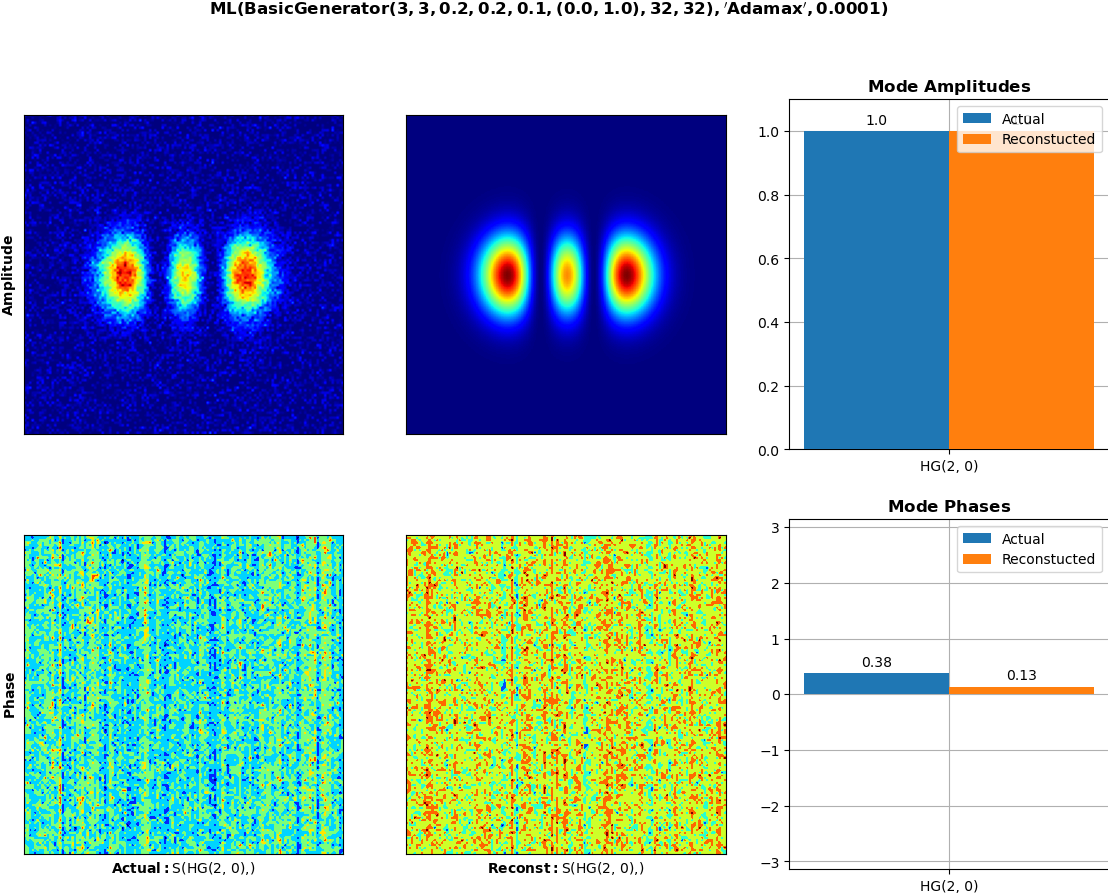 ML(BasicGenerator(3, 3, 0.2, 0.2, 0.1, (0.0, 1.0), 32, 32), 'Adamax', 0.0001)
Amplitude
Mode Amplitudes
Actual
Reconstucted
1.0
1.0
0.8
0.6
0.4
0.2
0.0
HG(2, 0)
Phase
Actual: S(HG(2, 0),)
Reconst: S(HG(2, 0),)
Mode Phases
Actual
Reconstucted
3
2
1
0
−1
−2
−3
0.38
0.13
HG(2, 0)